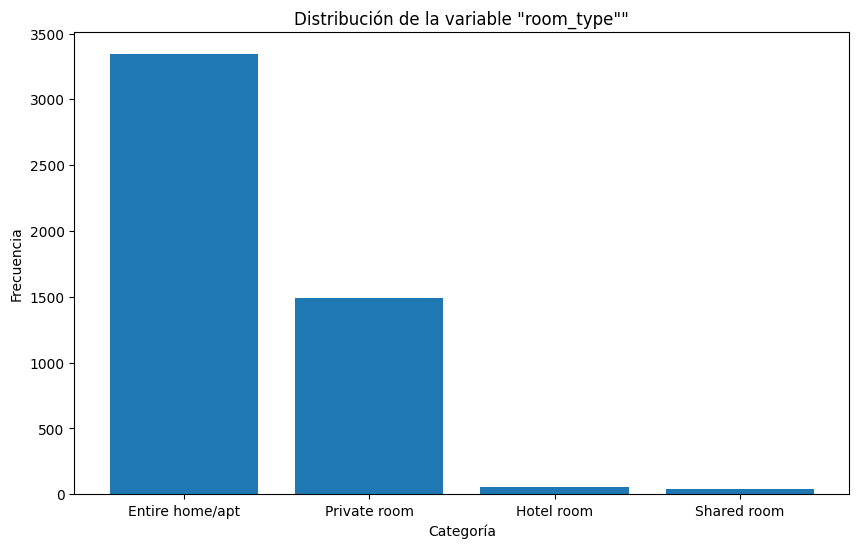 Distribución de la variable "room_type""
3500
3000
2500
2000
1500
1000
500
0
Frecuencia
Entire home/apt
Private room
Hotel room
Shared room
Categoría